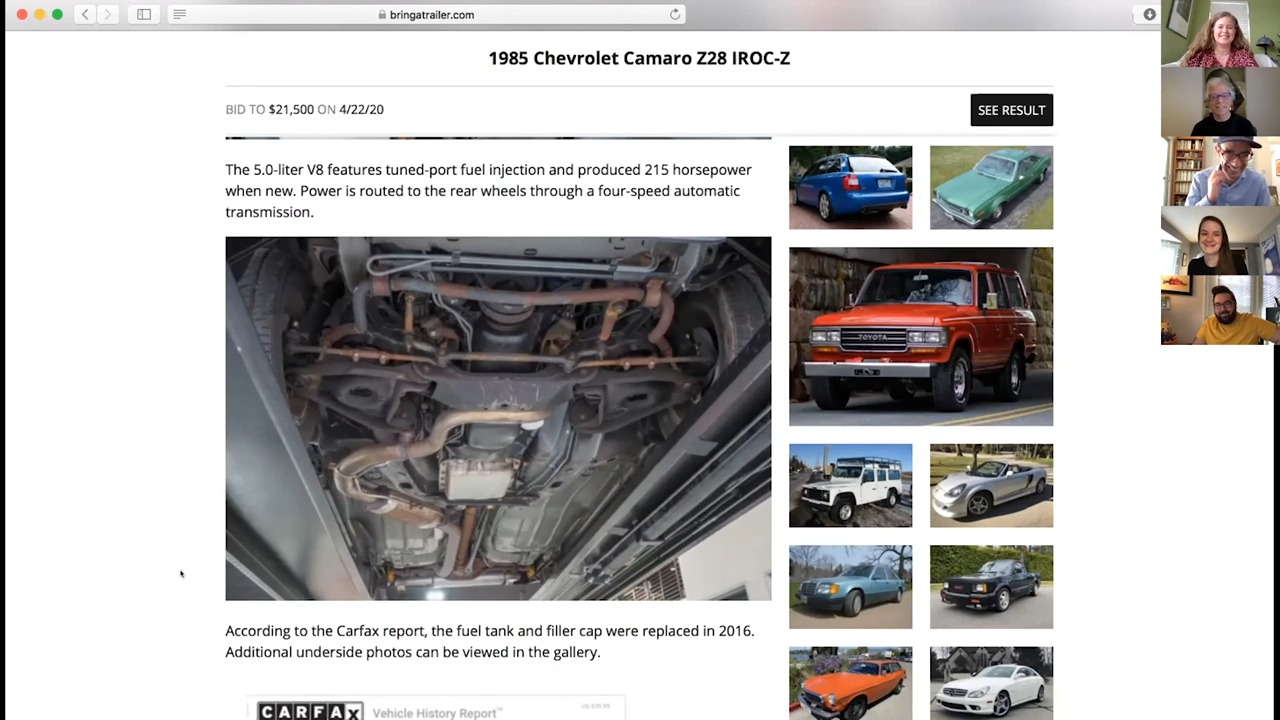 bringatrailer.com
1985 Chevrolet Camaro Z28 IROC-Z
BID TO $21,500 ON 4/22/20
SEE RESULT
The 5.0-liter V8 features tuned-port fuel injection and produced 215 horsepower
when new. Power is routed to the rear wheels through a four-speed automatic
transmission.
TOYOTA
According to the Carfax report, the fuel tank and filler cap were replaced in 2016.
Additional underside photos can be viewed in the gallery.
CARFAX Vehicle History Report™